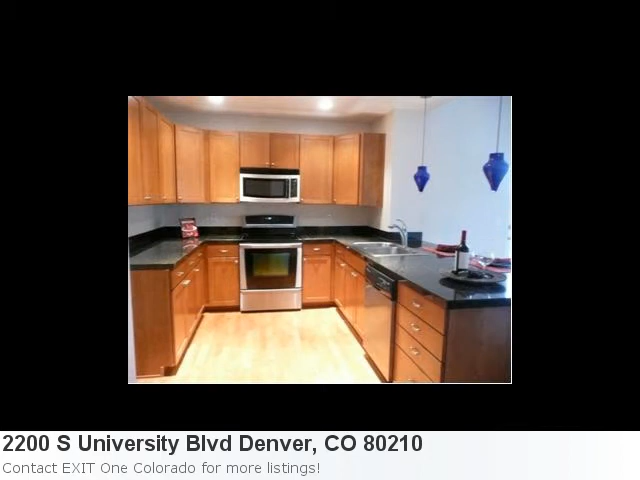 2200 S University Blvd Denver, CO 80210
Contact EXIT One Colorado for more listings!